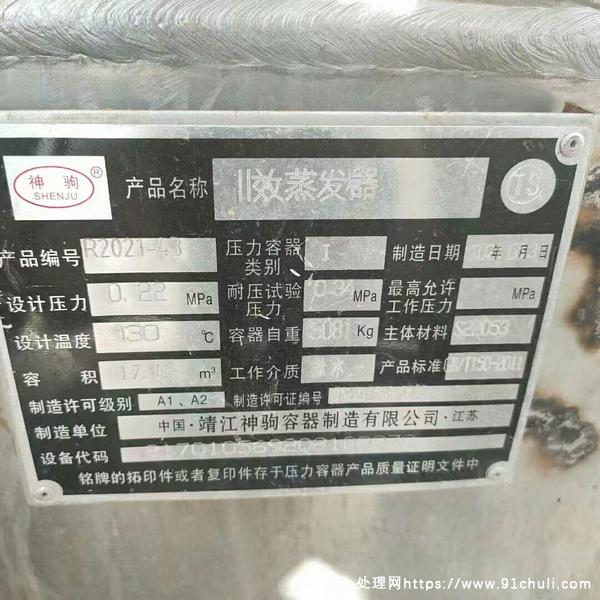 神驹 ®
SHENJU
产品名称 II效蒸发器 TS
产品编号 R2021-43 压力容器类别 I 制造日期 年 月 日
设计压力 0.22 MPa 耐压试验压力 0.34 MPa 最高允许工作压力 MPa
设计温度 130 ℃ 容器自重 Kg 主体材料 S22053
容 积 m³ 工作介质 产品标准
制造许可级别 A1、A2 制造许可证编号
制造单位 中国·靖江神驹容器制造有限公司·江苏
设备代码
铭牌的拓印件或者复印件存于压力容器产品质量证明文件中
处理网https://www.91chuli.com/